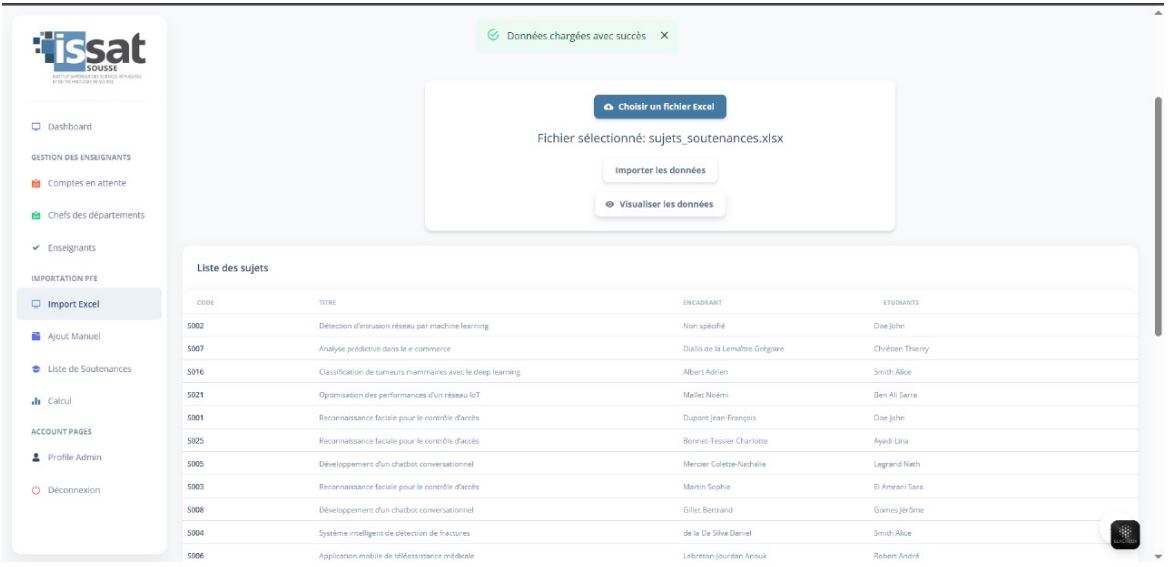 Données chargées avec succès
issat
SOUSSE
Choisir un fichier Excel
Fichier sélectionné: sujets_soutenances.xlsx
Importer les données
Visualiser les données
Dashboard
GESTION DES ENSEIGNANTS
Comptes en attente
Chefs des départements
Enseignants
IMPORTATION PFE
Import Excel
Ajout Manuel
Liste de Soutenances
Calcul
ACCOUNT PAGES
Profile Admin
Déconnexion
Liste des sujets
CODE TITRE ENCADRANT ETUDIANTS
S002 Détection d'intrusion réseau par machine learning Non spécifié Doe John
S007 Analyse prédictive dans le e-commerce Diallo de la Lemaître Grégoire Chrétien Thierry
S016 Classification de tumeurs mammaires avec le deep learning Albert Adrien Smith Alice
S021 Optimisation des performances d'un réseau IoT Mallet Noémi Ben Ali Sarra
S001 Reconnaissance faciale pour le contrôle d'accès Dupont Jean-François Doe John
S025 Reconnaissance faciale pour le contrôle d'accès Bonnet-Tessier Charlotte Ayadi Lina
S005 Développement d'un chatbot conversationnel Mercier Colette-Nathalie Legrand Nath
S003 Reconnaissance faciale pour le contrôle d'accès Martin Sophie El Amrani Sara
S008 Développement d'un chatbot conversationnel Gillet Bertrand Gomes Jérôme
S004 Système intelligent de détection de fractures de la Da Silva Daniel Smith Alice
S006 Application mobile de téléassistance médicale Lebreton-Jourdan Anouk Robert André